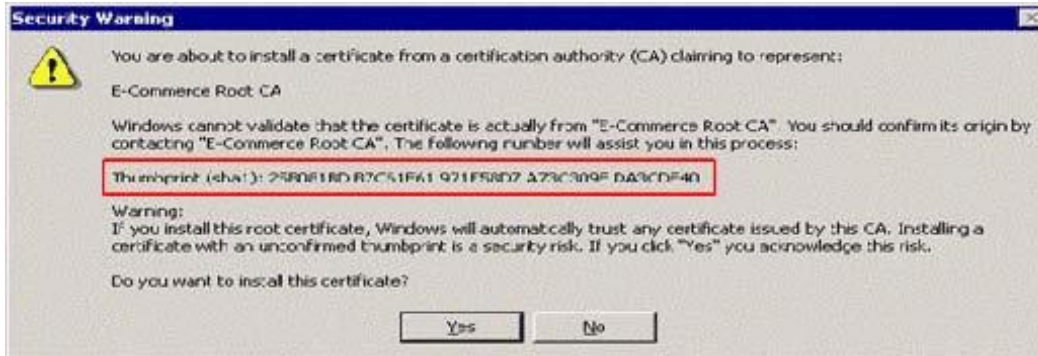 Security Warning
You are about to install a certificate from a certification authority (CA) claiming to represent:
E-Commerce Root CA
Windows cannot validate that the certificate is actually from "E-Commerce Root CA". You should confirm its origin by
contacting "E-Commerce Root CA". The following number will assist you in this process:
Thumbprint (sha1):
Warning:
If you install this root certificate, Windows will automatically trust any certificate issued by this CA. Installing a
certificate with an unconfirmed thumbprint is a security risk. If you click "Yes" you acknowledge this risk.
Do you want to install this certificate?
Yes
No